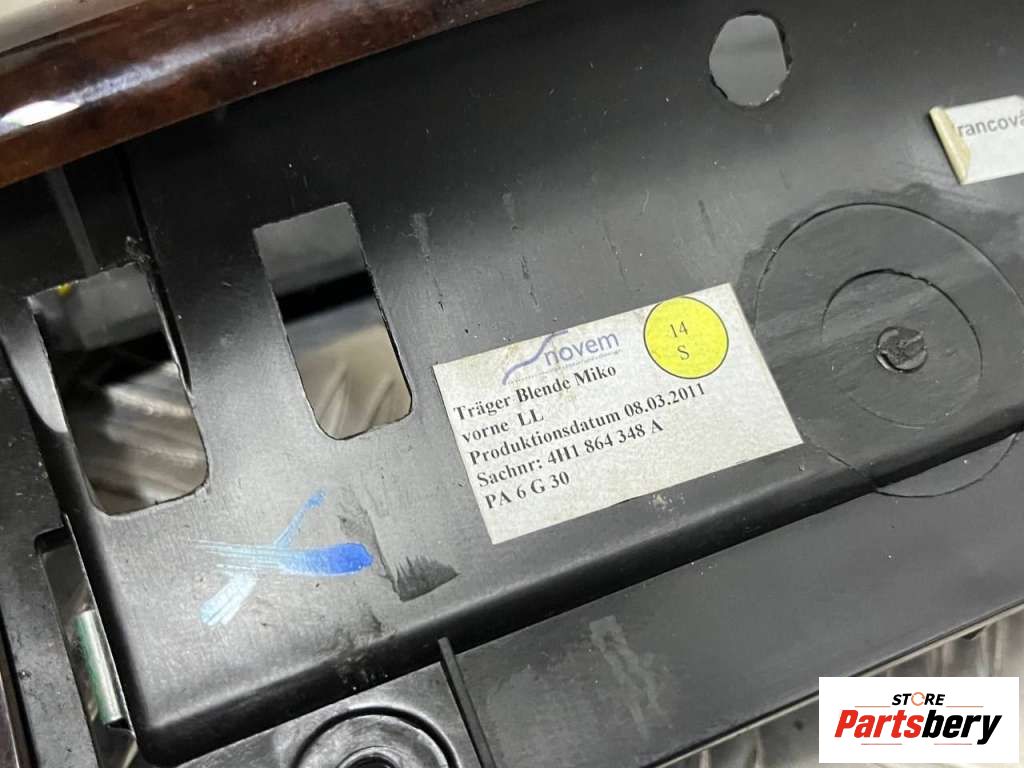 rancová
novem
14
S
Träger Blende Miko
vorne LL
Produktionsdatum 08.03.2011
Sachnr: 4H1 864 348 A
PA 6 G 30
STORE
Partsbery